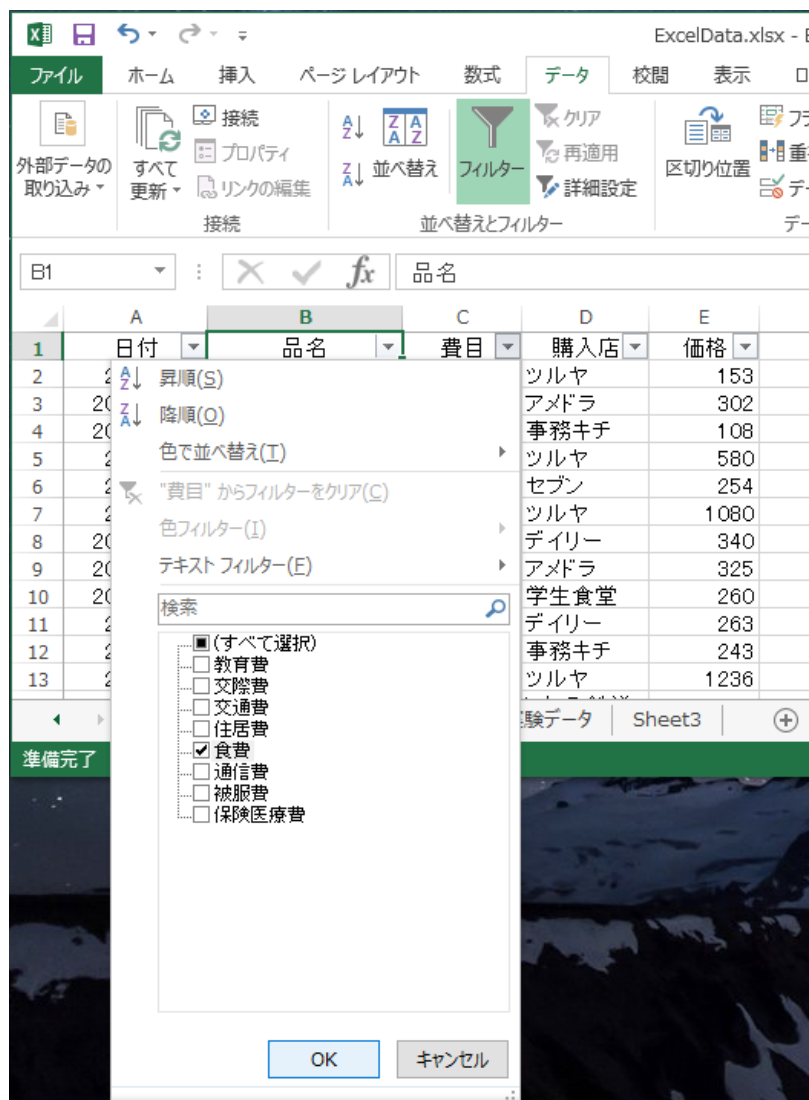 ExcelData.xlsx -
ファイル ホーム 挿入 ページ レイアウト 数式 データ 校閲 表示
外部データの取り込み すべて更新 接続 プロパティ リンクの編集
並べ替え フィルター クリア 再適用 詳細設定 区切り位置
接続 並べ替えとフィルター
B1 fx 品名
A B C D E
1 日付 品名 費目 購入店 価格
2 ツルヤ 153
3 アメドラ 302
4 事務キチ 108
5 ツルヤ 580
6 セブン 254
7 ツルヤ 1080
8 デイリー 340
9 アメドラ 325
10 学生食堂 260
11 デイリー 263
12 事務キチ 243
13 ツルヤ 1236
昇順(S)
降順(O)
色で並べ替え(T)
"費目" からフィルターをクリア(C)
色フィルター(I)
テキスト フィルター(F)
検索
(すべて選択)
教育費
交際費
交通費
住居費
食費
通信費
被服費
保険医療費
OK キャンセル
験データ Sheet3
準備完了